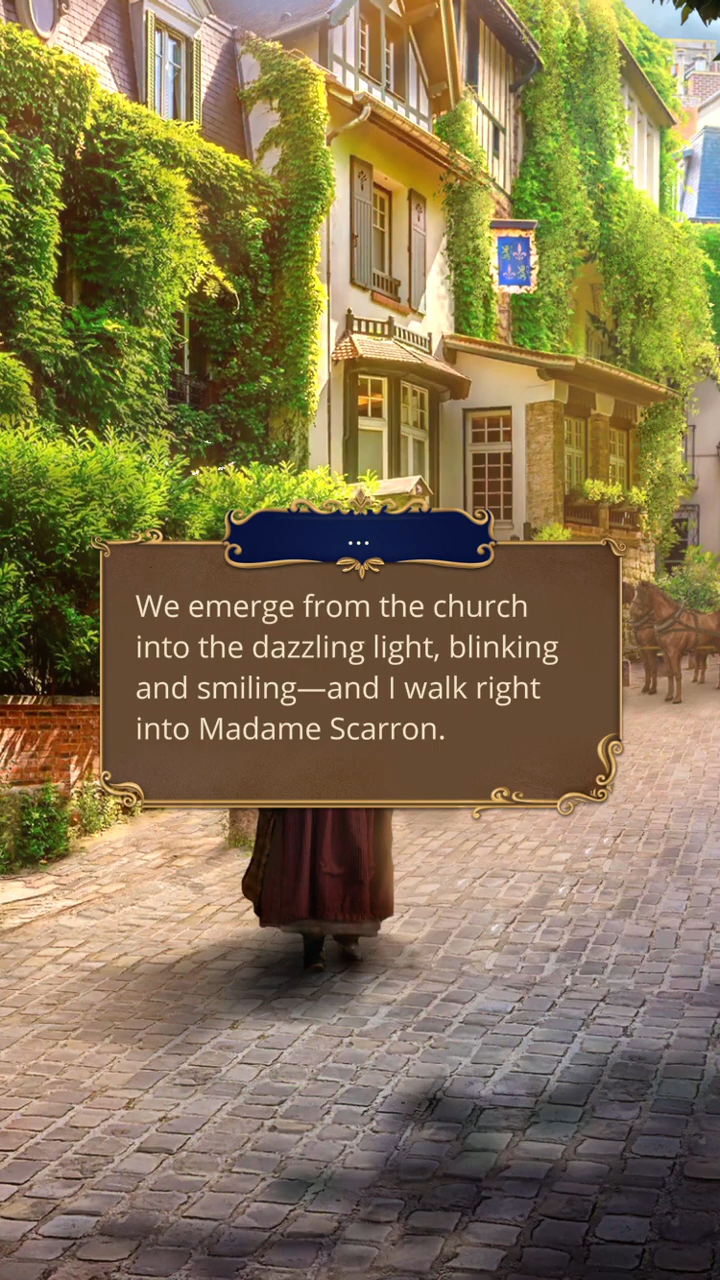 ...
We emerge from the church
into the dazzling light, blinking
and smiling—and I walk right
into Madame Scarron.